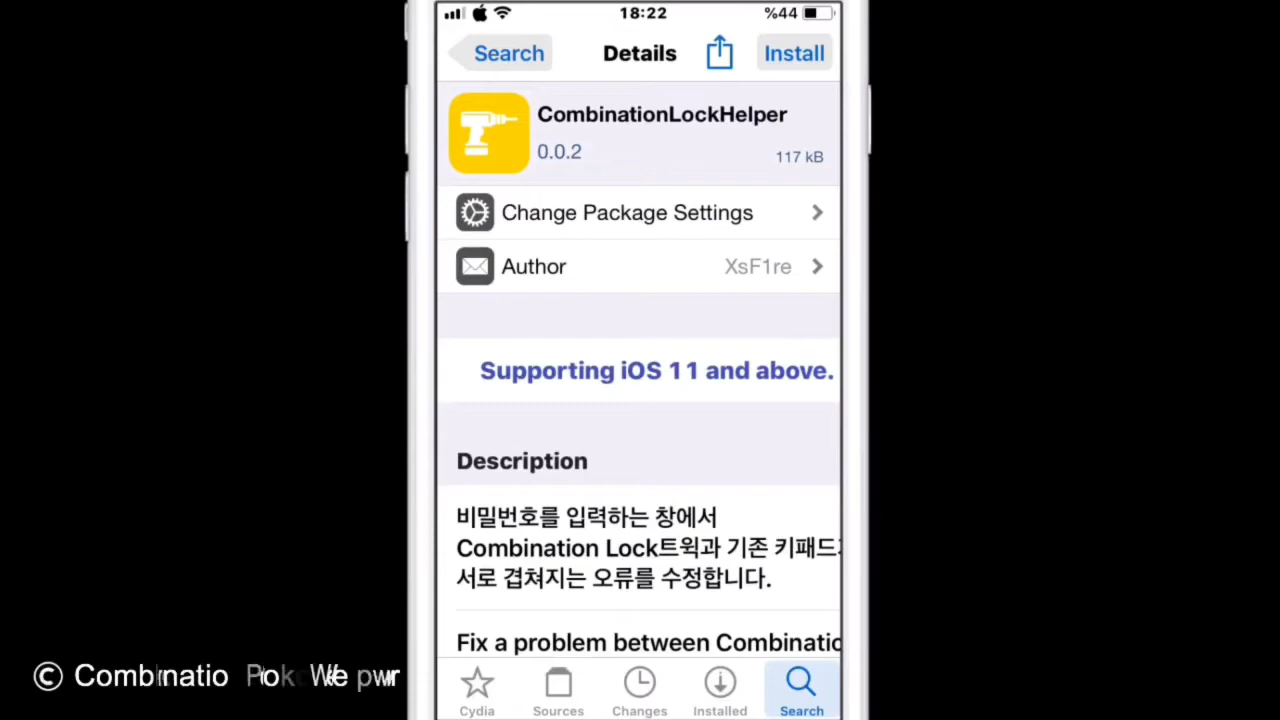 18:22
%44
Search
Details
Install
CombinationLockHelper
0.0.2
117 kB
Change Package Settings
Author
XsF1re
Supporting iOS 11 and above.
Description
비밀번호를 입력하는 창에서
Combination Lock트윅과 기존 키패드
서로 겹쳐지는 오류를 수정합니다.
Fix a problem between Combinatio
© Combinatio
Cydia
Sources
Changes
Installed
Search